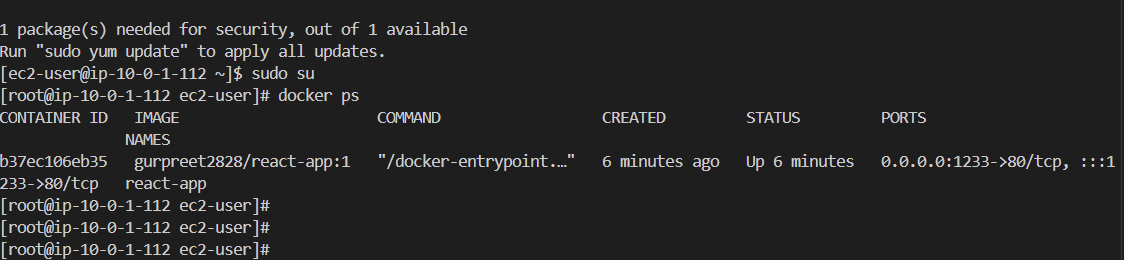 1 package(s) needed for security, out of 1 available
Run "sudo yum update" to apply all updates.
[ec2-user@ip-10-0-1-112 ~]$ sudo su
[root@ip-10-0-1-112 ec2-user]# docker ps
CONTAINER ID   IMAGE                      COMMAND                  CREATED         STATUS         PORTS
               NAMES
b37ec106eb35   gurpreet2828/react-app:1   "/docker-entrypoint.…"   6 minutes ago   Up 6 minutes   0.0.0.0:1233->80/tcp, :::1
233->80/tcp   react-app
[root@ip-10-0-1-112 ec2-user]#
[root@ip-10-0-1-112 ec2-user]#
[root@ip-10-0-1-112 ec2-user]#